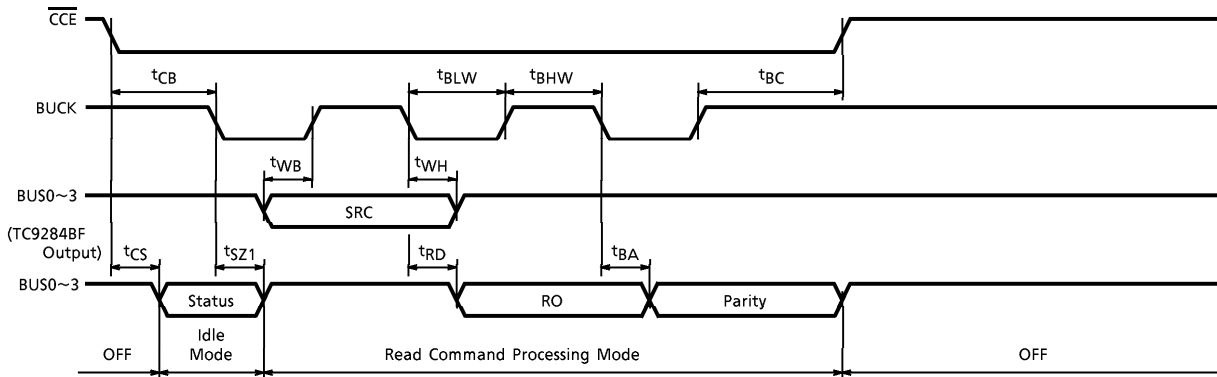 CCE
tCB
tBLW
tBHW
tBC
BUCK
tWB
tWH
BUS0~3
SRC
(TC9284BF
Output)
tCS
tSZ1
tRD
tBA
BUS0~3
Status
RO
Parity
OFF
Idle
Mode
Read Command Processing Mode
OFF